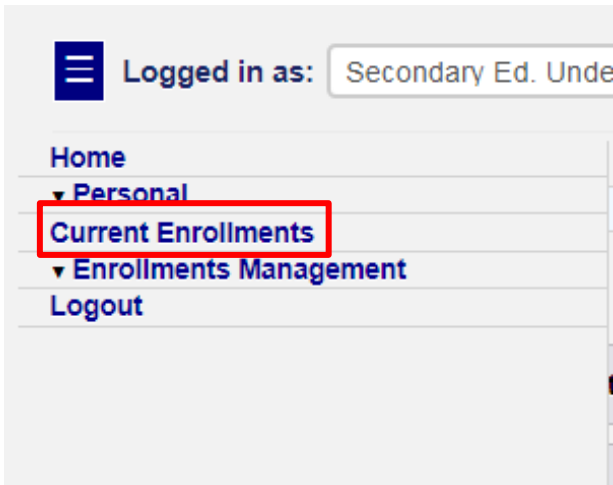 Logged in as: Secondary Ed. Unde
Home
▾ Personal
Current Enrollments
▾ Enrollments Management
Logout